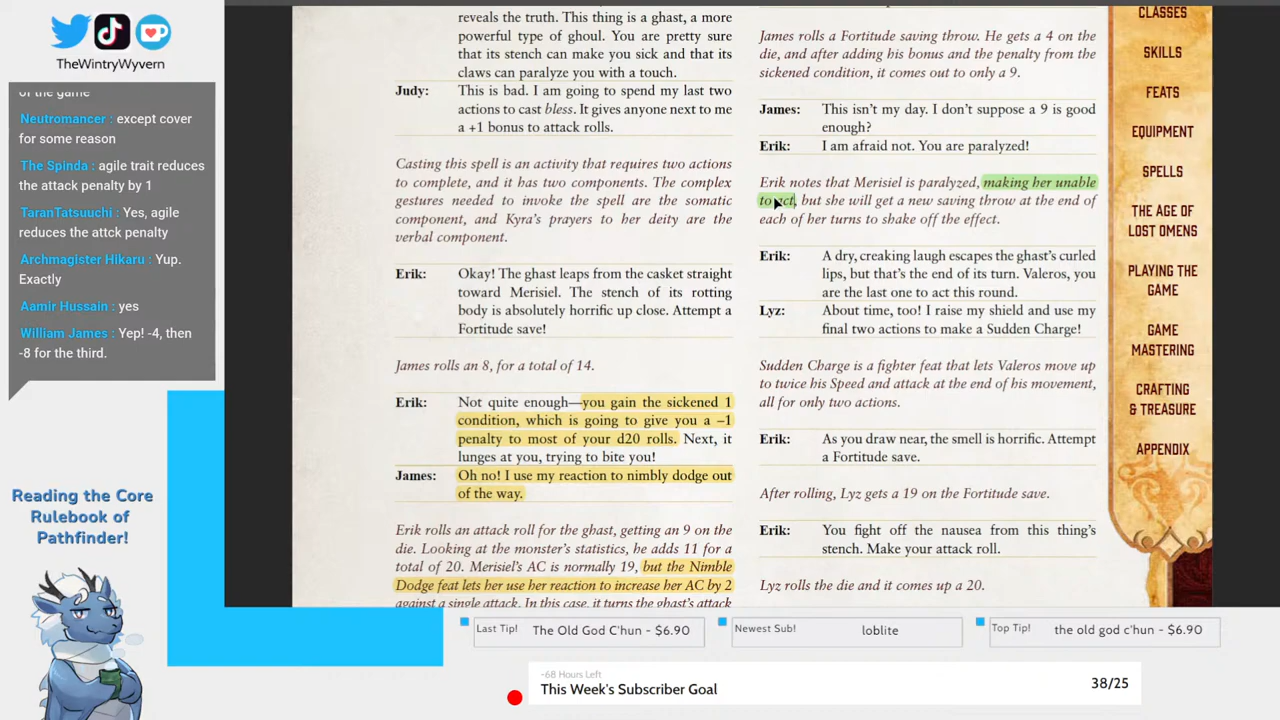 TheWintryWyvern
of the game
Neutromancer : except cover
for some reason
The Spinda : agile trait reduces
the attack penalty by 1
TaranTatsuuchi : Yes, agile
reduces the attck penalty
Archmagister Hikaru : Yup.
Exactly
Aamir Hussain : yes
William James : Yep! -4, then
-8 for the third.
Reading the Core
Rulebook of
Pathfinder!
reveals the truth. This thing is a ghast, a more
powerful type of ghoul. You are pretty sure
that its stench can make you sick and that its
claws can paralyze you with a touch.
Judy: This is bad. I am going to spend my last two
actions to cast bless. It gives anyone next to me
a +1 bonus to attack rolls.
Casting this spell is an activity that requires two actions
to complete, and it has two components. The complex
gestures needed to invoke the spell are the somatic
component, and Kyra's prayers to her deity are the
verbal component.
Erik: Okay! The ghast leaps from the casket straight
toward Merisiel. The stench of its rotting
body is absolutely horrific up close. Attempt a
Fortitude save!
James rolls an 8, for a total of 14.
Erik: Not quite enough—you gain the sickened 1
condition, which is going to give you a –1
penalty to most of your d20 rolls. Next, it
lunges at you, trying to bite you!
James: Oh no! I use my reaction to nimbly dodge out
of the way.
Erik rolls an attack roll for the ghast, getting an 9 on the
die. Looking at the monster's statistics, he adds 11 for a
total of 20. Merisiel's AC is normally 19, but the Nimble
Dodge feat lets her use her reaction to increase her AC by 2
against a single attack. In this case, it turns the ghast's attack
James rolls a Fortitude saving throw. He gets a 4 on the
die, and after adding his bonus and the penalty from the
sickened condition, it comes out to only a 9.
James: This isn't my day. I don't suppose a 9 is good
enough?
Erik: I am afraid not. You are paralyzed!
Erik notes that Merisiel is paralyzed, making her unable
to act, but she will get a new saving throw at the end of
each of her turns to shake off the effect.
Erik: A dry, creaking laugh escapes the ghast's curled
lips, but that's the end of its turn. Valeros, you
are the last one to act this round.
Lyz: About time, too! I raise my shield and use my
final two actions to make a Sudden Charge!
Sudden Charge is a fighter feat that lets Valeros move up
to twice his Speed and attack at the end of his movement,
all for only two actions.
Erik: As you draw near, the smell is horrific. Attempt
a Fortitude save.
After rolling, Lyz gets a 19 on the Fortitude save.
Erik: You fight off the nausea from this thing's
stench. Make your attack roll.
Lyz rolls the die and it comes up a 20.
CLASSES
SKILLS
FEATS
EQUIPMENT
SPELLS
THE AGE OF
LOST OMENS
PLAYING THE
GAME
GAME
MASTERING
CRAFTING
& TREASURE
APPENDIX
Last Tip! The Old God C'hun - $6.90
Newest Sub! loblite
Top Tip! the old god c'hun - $6.90
-68 Hours Left
This Week's Subscriber Goal
38/25